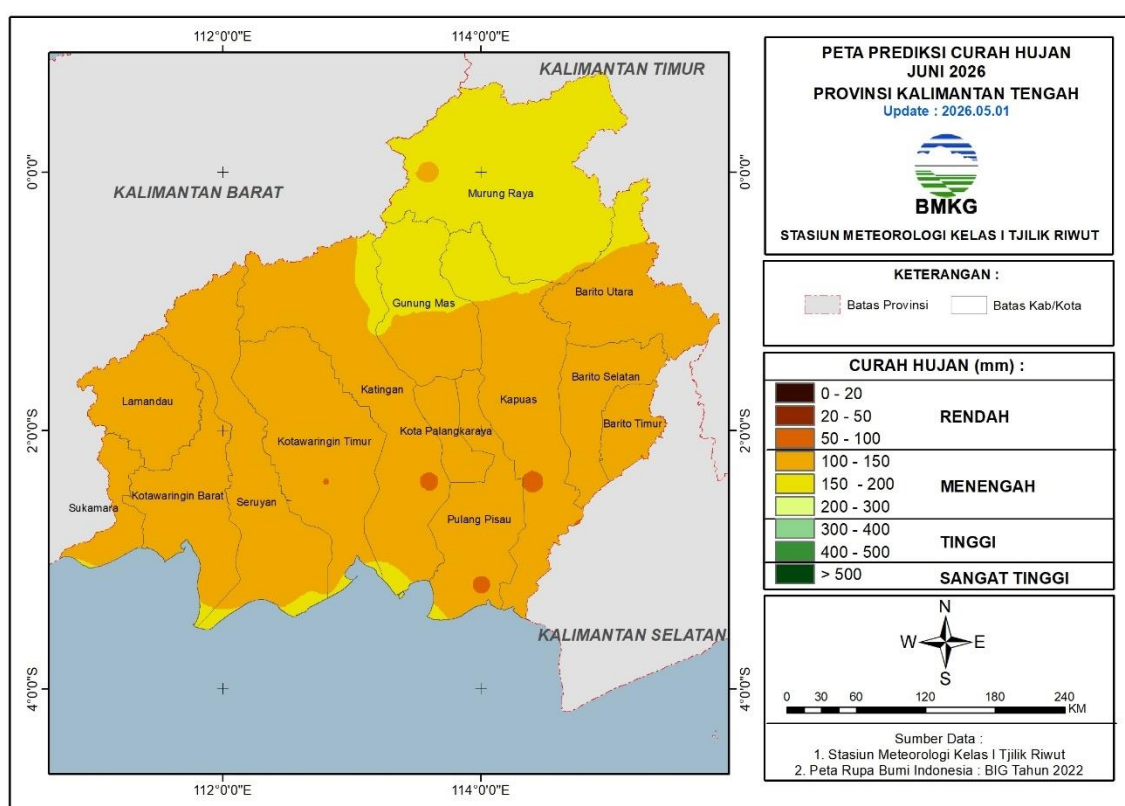 112°0'0"E
114°0'0"E
KALIMANTAN TIMUR
KALIMANTAN BARAT
Murung Raya
Gunung Mas
Barito Utara
Barito Selatan
Lamandau
Katingan
Kapuas
Barito Timur
Kotawaringin Timur
Kota Palangkaraya
Kotawaringin Barat
Seruyan
Sukamara
Pulang Pisau
KALIMANTAN SELATAN
0°0'0"
0°0'0"
2°0'0"S
2°0'0"S
4°0'0"S
4°0'0"S
112°0'0"E
114°0'0"E
PETA PREDIKSI CURAH HUJAN
JUNI 2026
PROVINSI KALIMANTAN TENGAH
Update : 2026.05.01
BMKG
STASIUN METEOROLOGI KELAS I TJILIK RIWUT
KETERANGAN :
Batas Provinsi
Batas Kab/Kota
CURAH HUJAN (mm) :
0 - 20
20 - 50
RENDAH
50 - 100
100 - 150
150 - 200
MENENGAH
200 - 300
300 - 400
TINGGI
400 - 500
> 500
SANGAT TINGGI
N
W
E
S
0 30 60 120 180 240
KM
Sumber Data :
1. Stasiun Meteorologi Kelas I Tjilik Riwut
2. Peta Rupa Bumi Indonesia : BIG Tahun 2022